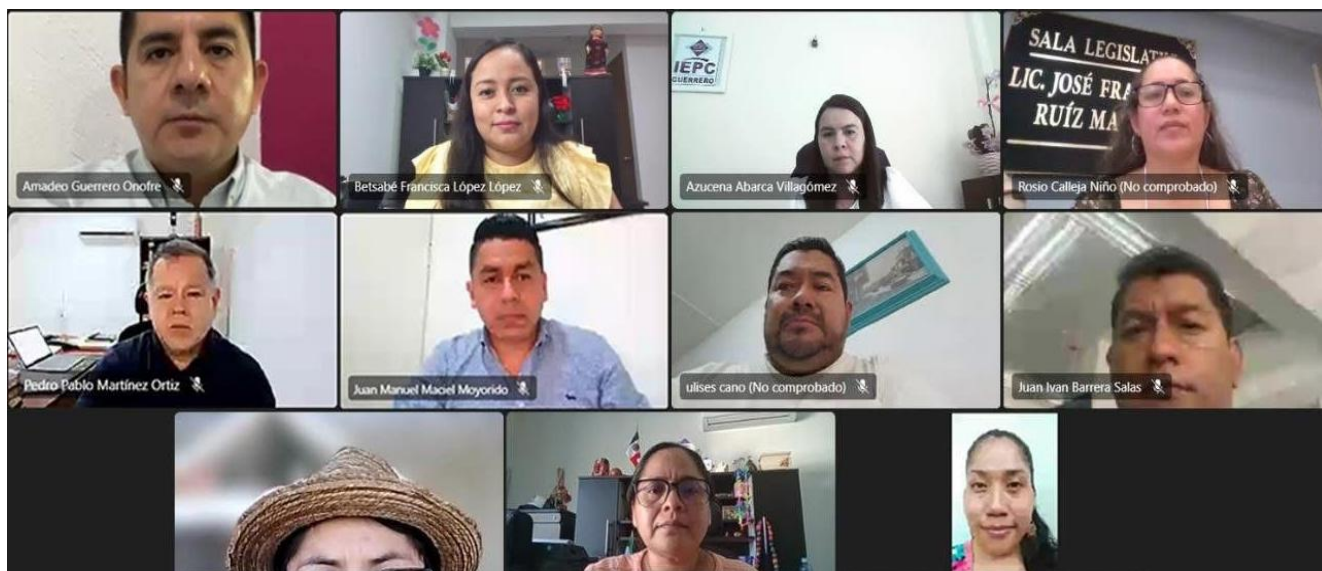 IEPC
GUERRERO
SALA LEGISLATI
LIC. JOSÉ FRA
RUÍZ MA
Amadeo Guerrero Onofre
Betsabé Francisca López López
Azucena Abarca Villagómez
Rosio Calleja Niño (No comprobado)
Pedro Pablo Martínez Ortiz
Juan Manuel Maciel Moyorido
ulises cano (No comprobado)
Juan Ivan Barrera Salas